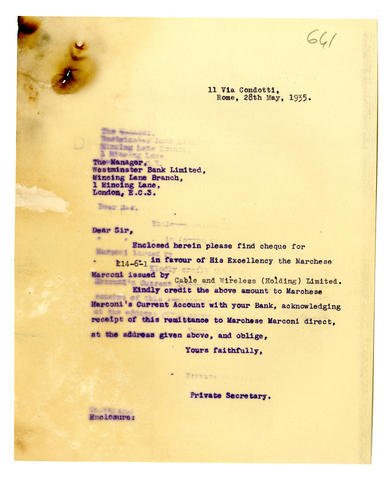 661
11 Via Condotti,
Rome, 28th May, 1935.
The Manager,
Westminster Bank Limited,
Mincing Lane Branch,
1 Mincing Lane,
London, E.C.3.
Dear Sir,
Enclosed herein please find cheque for
£14-6-1 in favour of His Excellency the Marchese
Marconi issued by Cable and Wireless (Holding) Limited.
Kindly credit the above amount to Marchese
Marconi's Current Account with your Bank, acknowledging
receipt of this remittance to Marchese Marconi direct,
at the address given above, and oblige,
Yours faithfully,
Private Secretary.
Enclosure: